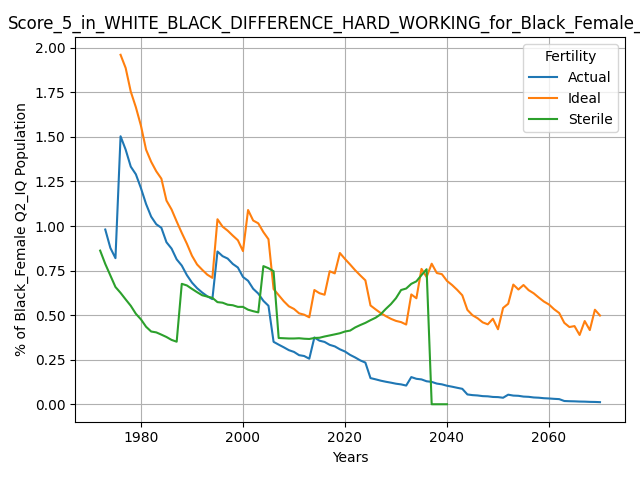 Score_5_in_WHITE_BLACK_DIFFERENCE_HARD_WORKING_for_Black_Female_
Fertility
Actual
Ideal
Sterile
% of Black_Female Q2_IQ Population
2.00
1.75
1.50
1.25
1.00
0.75
0.50
0.25
0.00
1980
2000
2020
2040
2060
Years